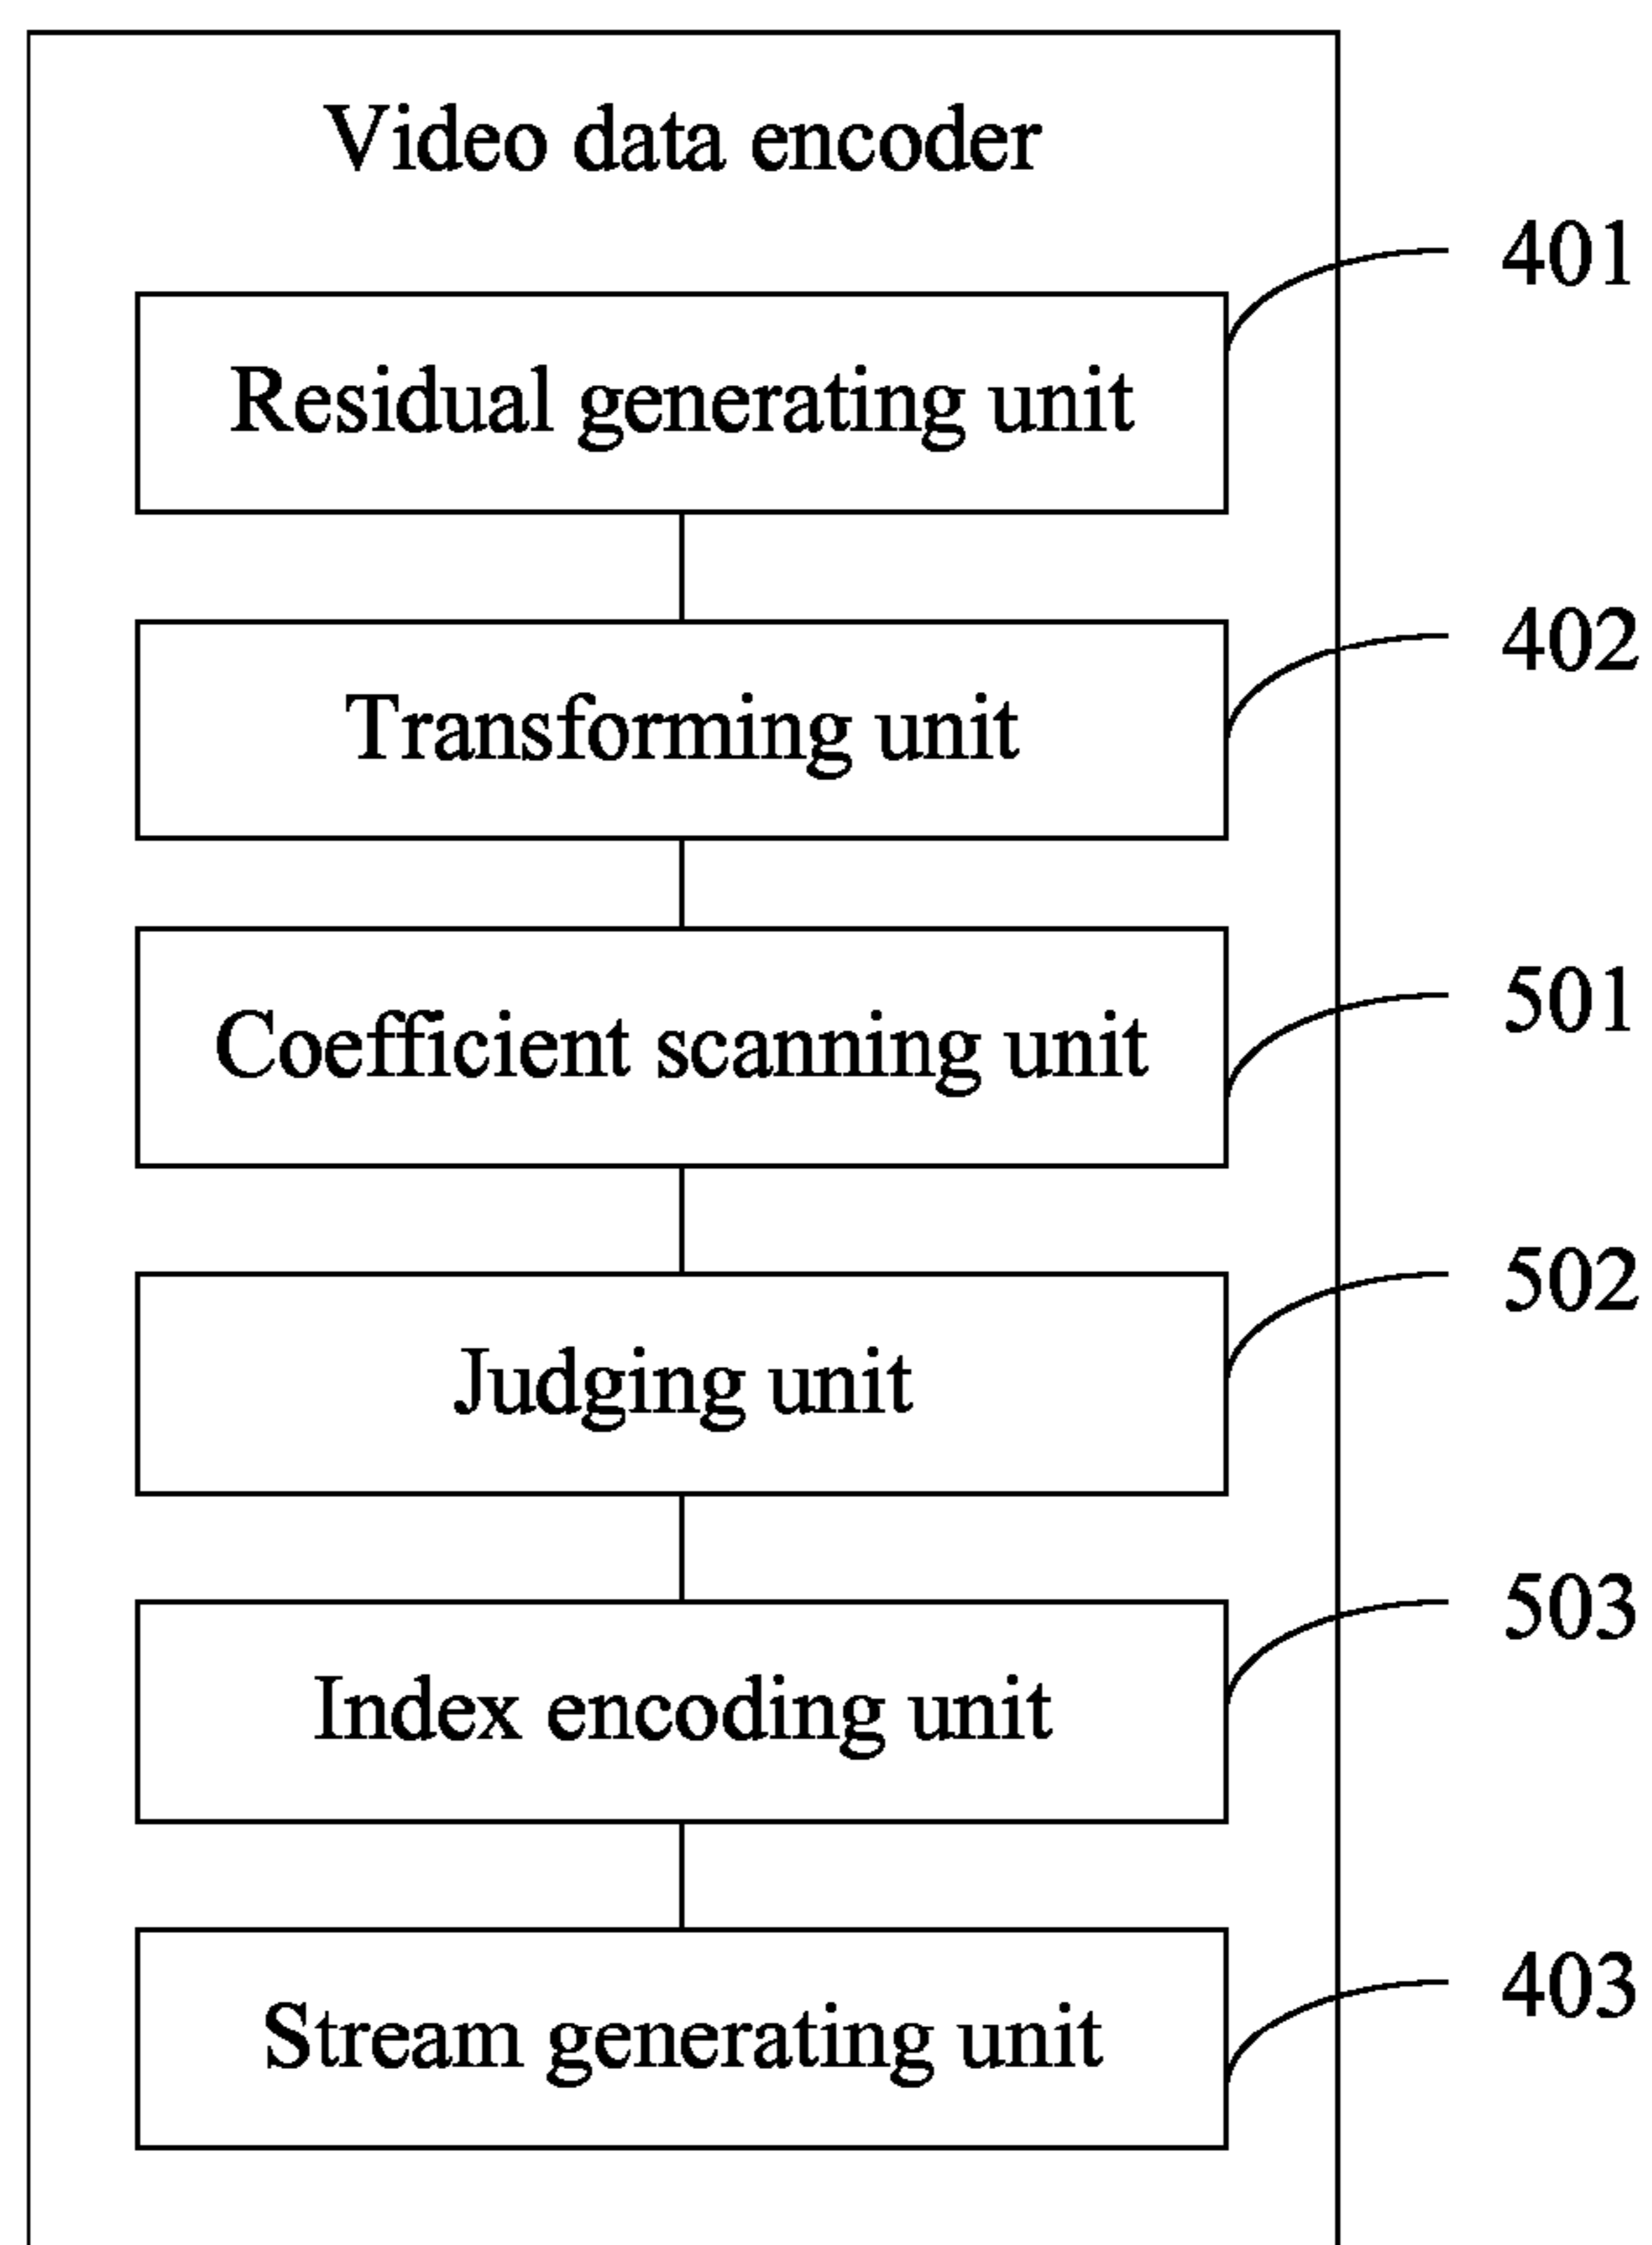 Video data encoder
401
Residual generating unit
402
Transforming unit
501
Coefficient scanning unit
502
Judging unit
503
Index encoding unit
403
Stream generating unit